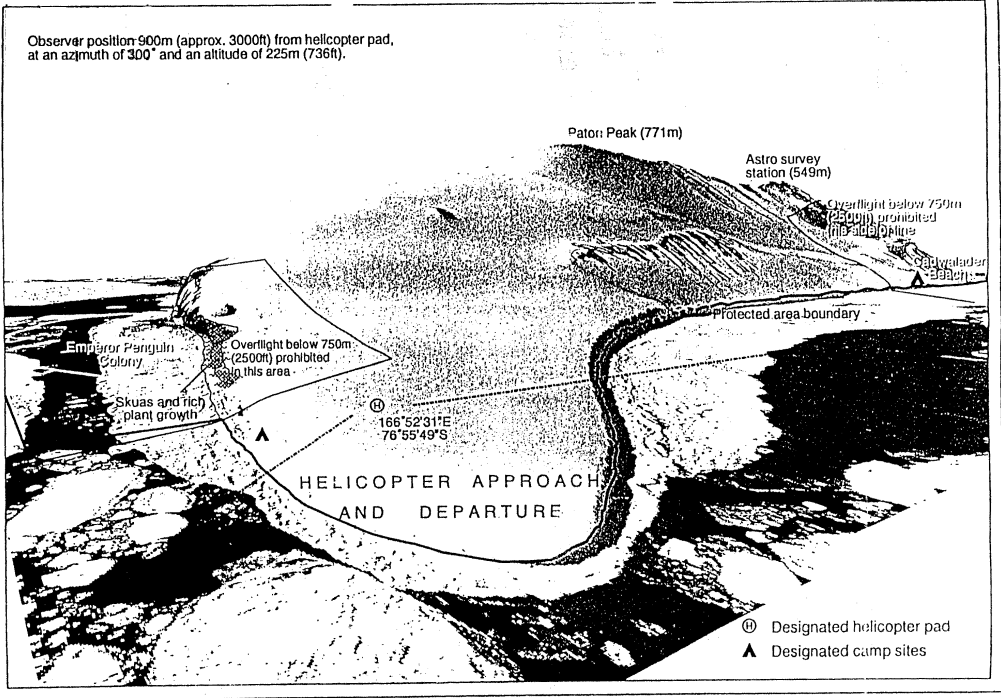 Observer position 900m (approx. 3000ft) from helicopter pad,
at an azimuth of 300° and an altitude of 225m (736ft).
Paton Peak (771m)
Astro survey
station (549m)
Overflight below 750m
(2500ft) prohibited
this side of line
Cadwalader
Beach
Protected area boundary
Emperor Penguin
Colony
Overflight below 750m
(2500ft) prohibited
in this area
Skuas and rich
plant growth
H
166°52'31"E
76°55'49"S
HELICOPTER APPROACH
AND DEPARTURE
H Designated helicopter pad
Designated camp sites